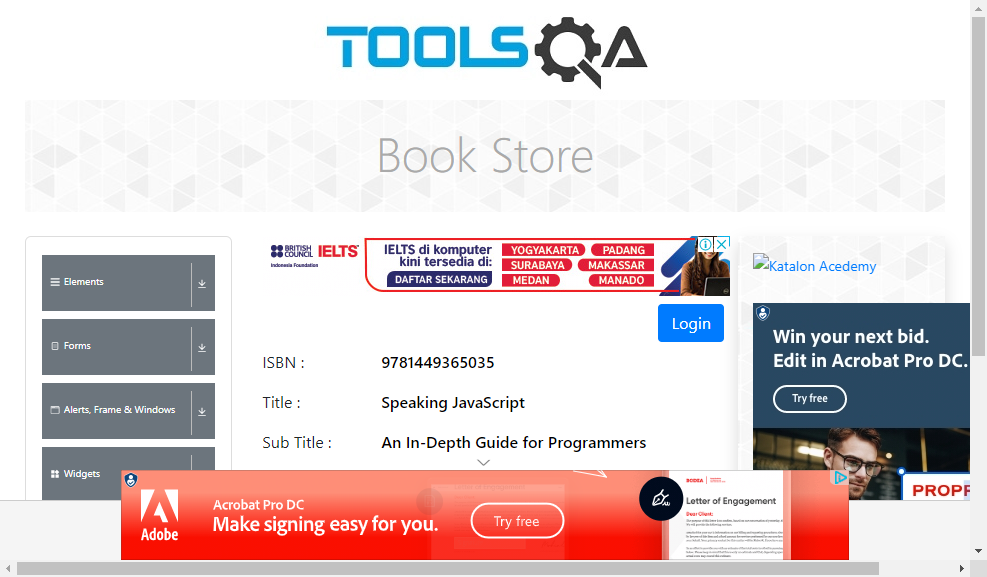 TOOLSQA
Book Store
Elements
Forms
Alerts, Frame & Windows
Widgets
BRITISH COUNCIL IELTS
Indonesia Foundation
IELTS di komputer
kini tersedia di:
DAFTAR SEKARANG
YOGYAKARTA PADANG
SURABAYA MAKASSAR
MEDAN MANADO
Login
ISBN : 9781449365035
Title : Speaking JavaScript
Sub Title : An In-Depth Guide for Programmers
Katalon Acedemy
Win your next bid.
Edit in Acrobat Pro DC.
Try free
PROPR
Adobe
Acrobat Pro DC
Make signing easy for you.
Try free
BODEA
Letter of Engagement
Dear Client: